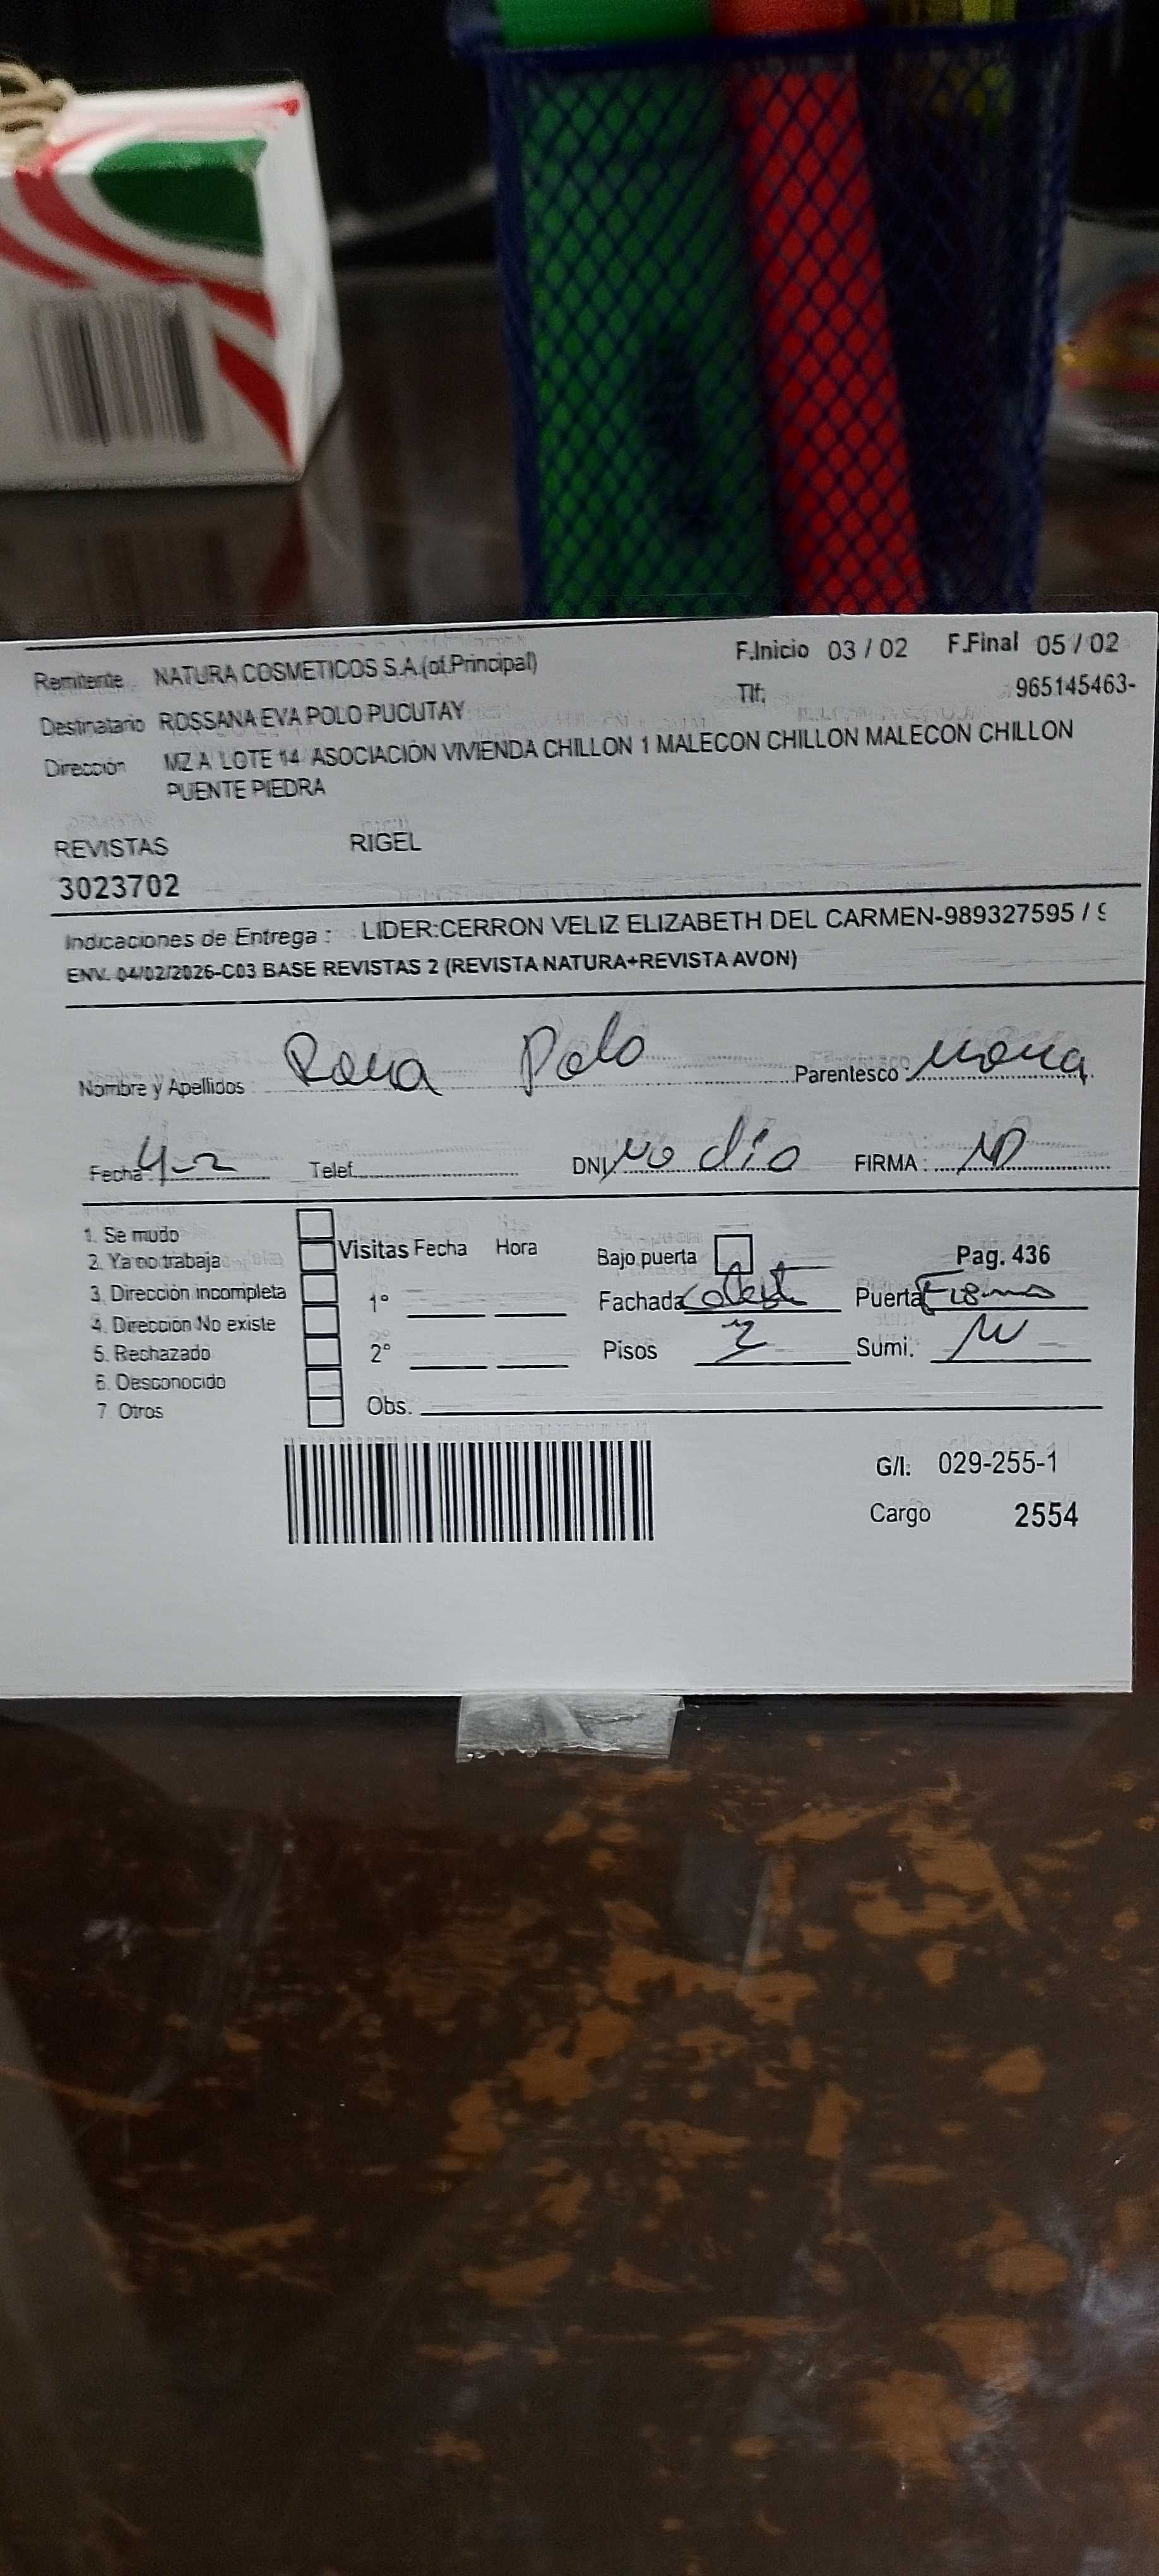 Remitente NATURA COSMETICOS S.A.(of.Principal) F.Inicio 03 / 02 F.Final 05 / 02
Tlf; 965145463-
Destinatario ROSSANA EVA POLO PUCUTAY
Dirección MZ A LOTE 14 ASOCIACIÓN VIVIENDA CHILLON 1 MALECON CHILLON MALECON CHILLON
PUENTE PIEDRA
REVISTAS RIGEL
3023702
Indicaciones de Entrega : LIDER:CERRON VELIZ ELIZABETH DEL CARMEN-989327595 / 9
ENV. 04/02/2026-C03 BASE REVISTAS 2 (REVISTA NATURA+REVISTA AVON)
Nombre y Apellidos Polo Parentesco :
Fecha 4-2 Telef. DNI no dio FIRMA :
1. Se mudo
2. Ya no trabaja Visitas Fecha Hora Bajo puerta Pag. 436
3. Dirección incompleta 1° Fachada Puerta
4. Dirección No existe
5. Rechazado 2° Pisos 3 Sumi.
6. Desconocido
7 Otros Obs.
G/I: 029-255-1
Cargo 2554